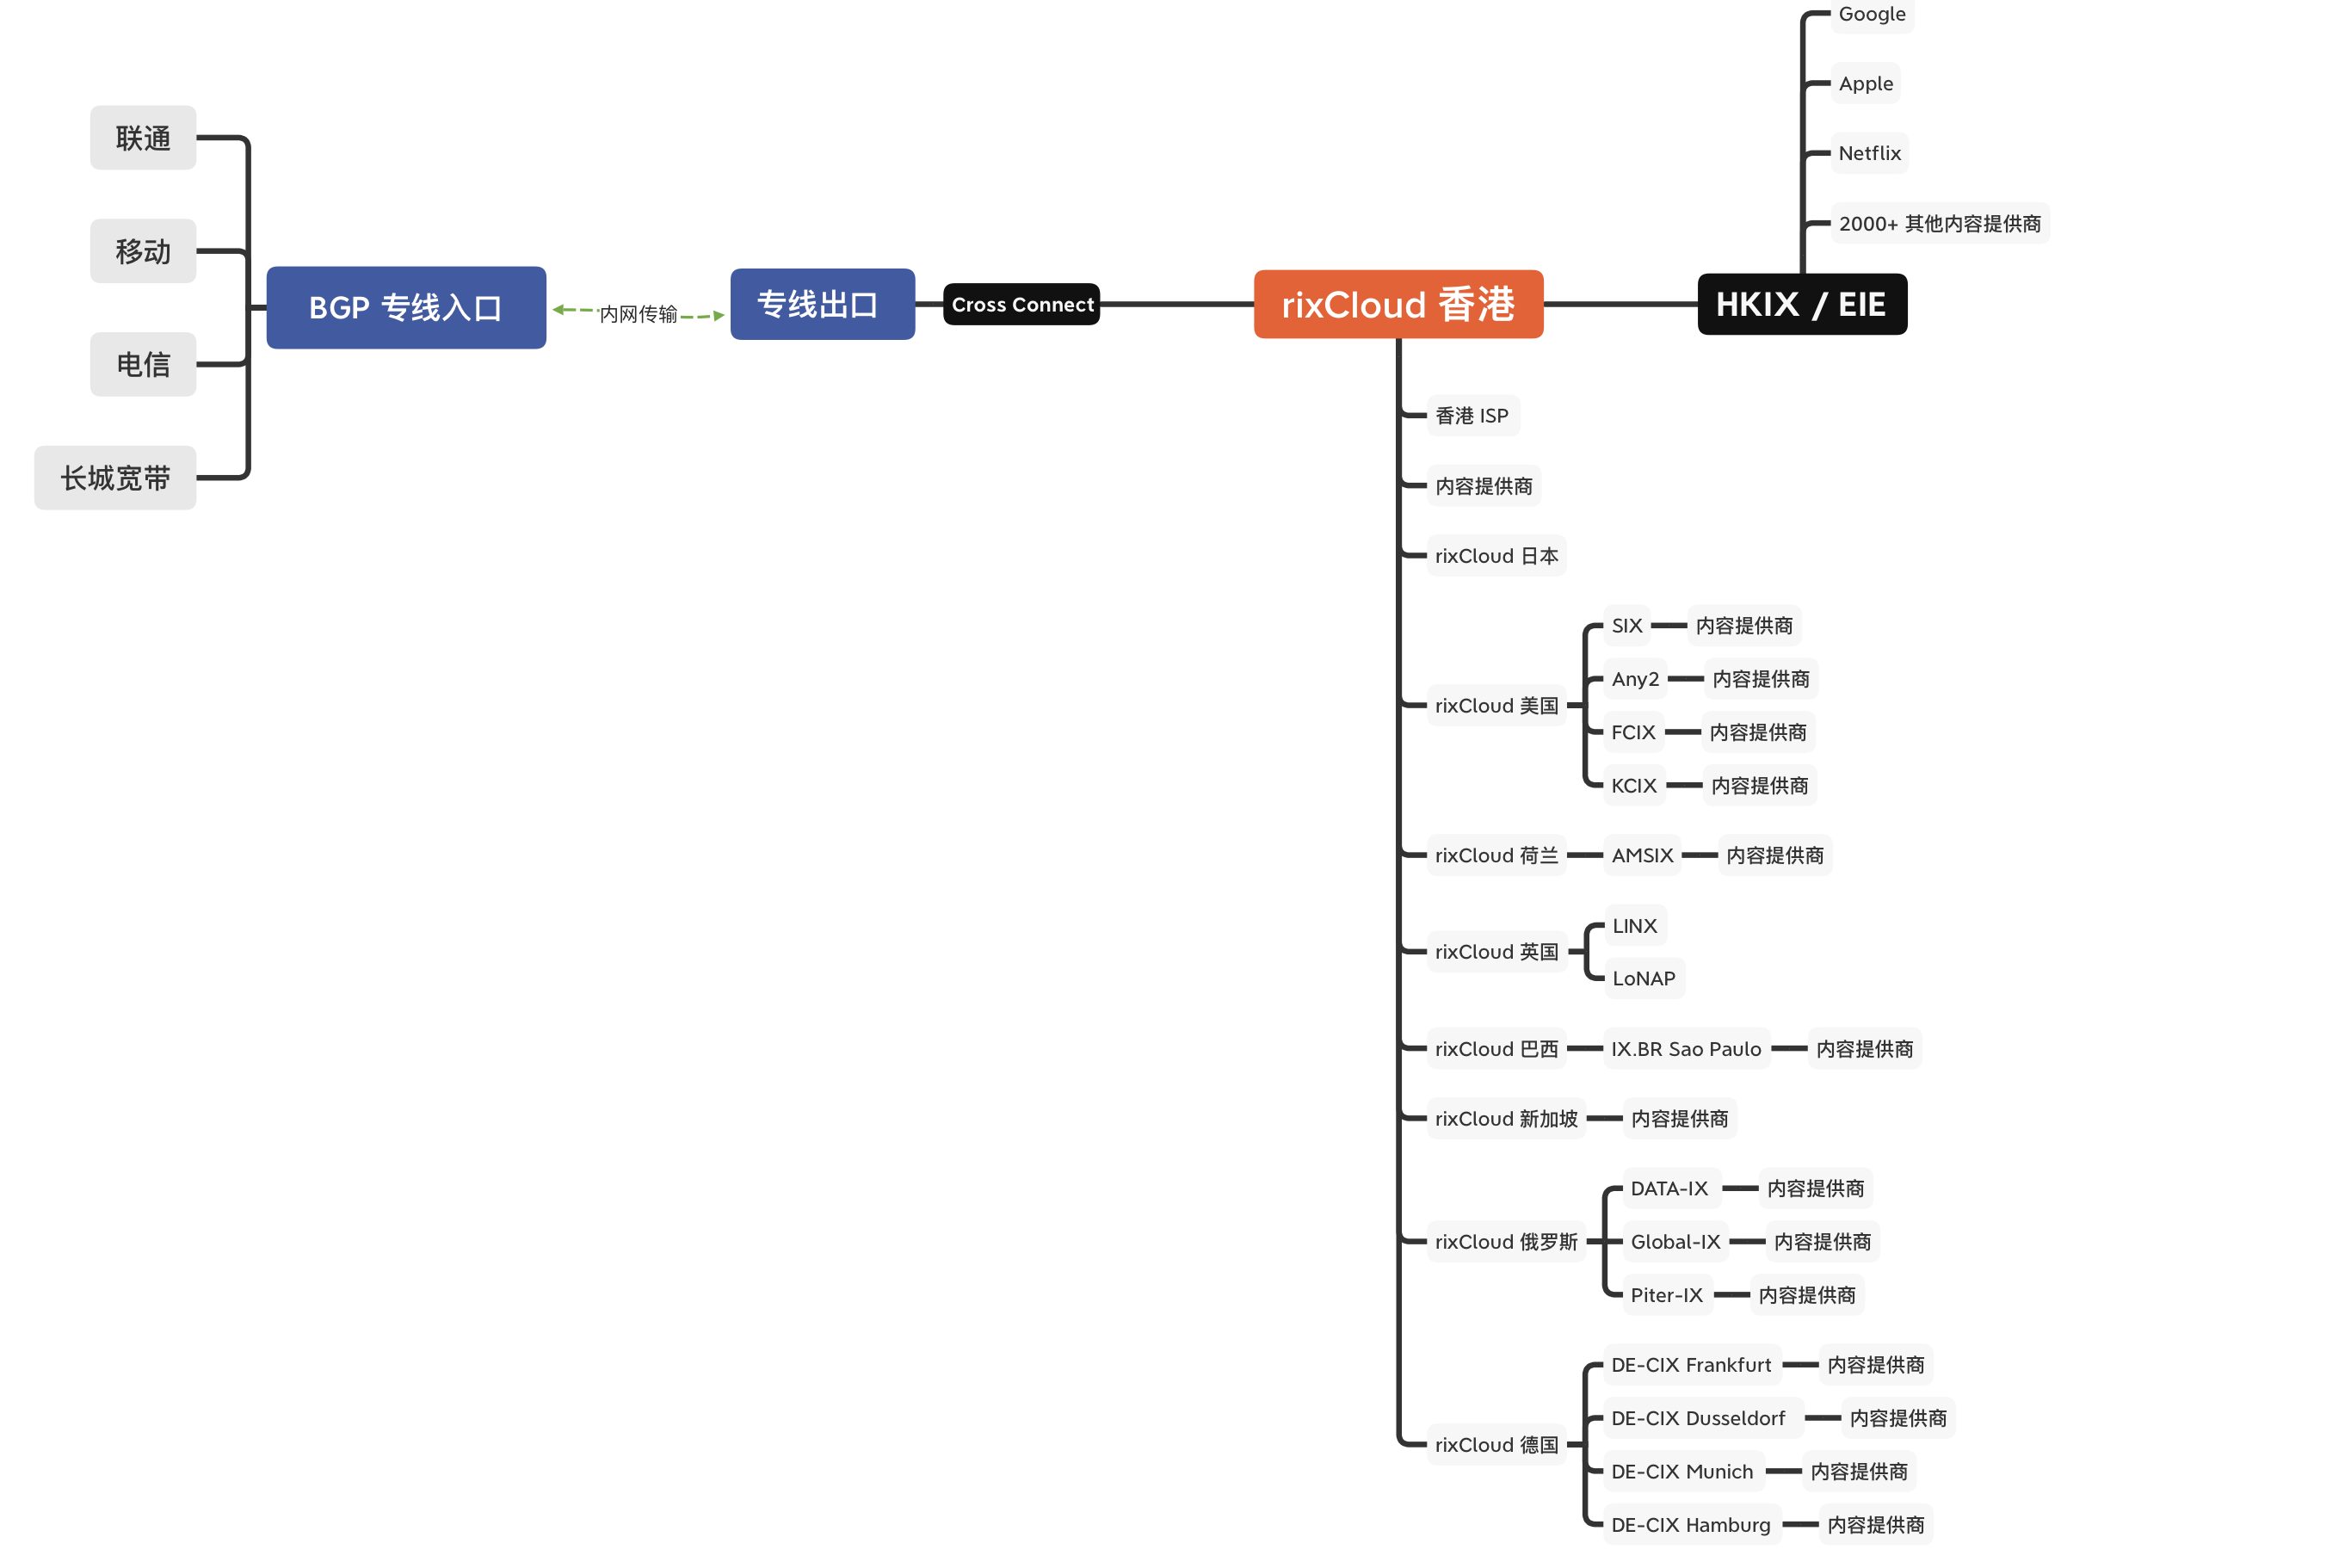 Google
Apple
Netflix
2000+ 其他内容提供商
联通
移动
电信
长城宽带
BGP 专线入口
内网传输
专线出口
Cross Connect
rixCloud 香港
HKIX / EIE
香港 ISP
内容提供商
rixCloud 日本
rixCloud 美国
SIX
内容提供商
Any2
内容提供商
FCIX
内容提供商
KCIX
内容提供商
rixCloud 荷兰
AMSIX
内容提供商
rixCloud 英国
LINX
LoNAP
rixCloud 巴西
IX.BR Sao Paulo
内容提供商
rixCloud 新加坡
内容提供商
rixCloud 俄罗斯
DATA-IX
内容提供商
Global-IX
内容提供商
Piter-IX
内容提供商
rixCloud 德国
DE-CIX Frankfurt
内容提供商
DE-CIX Dusseldorf
内容提供商
DE-CIX Munich
内容提供商
DE-CIX Hamburg
内容提供商